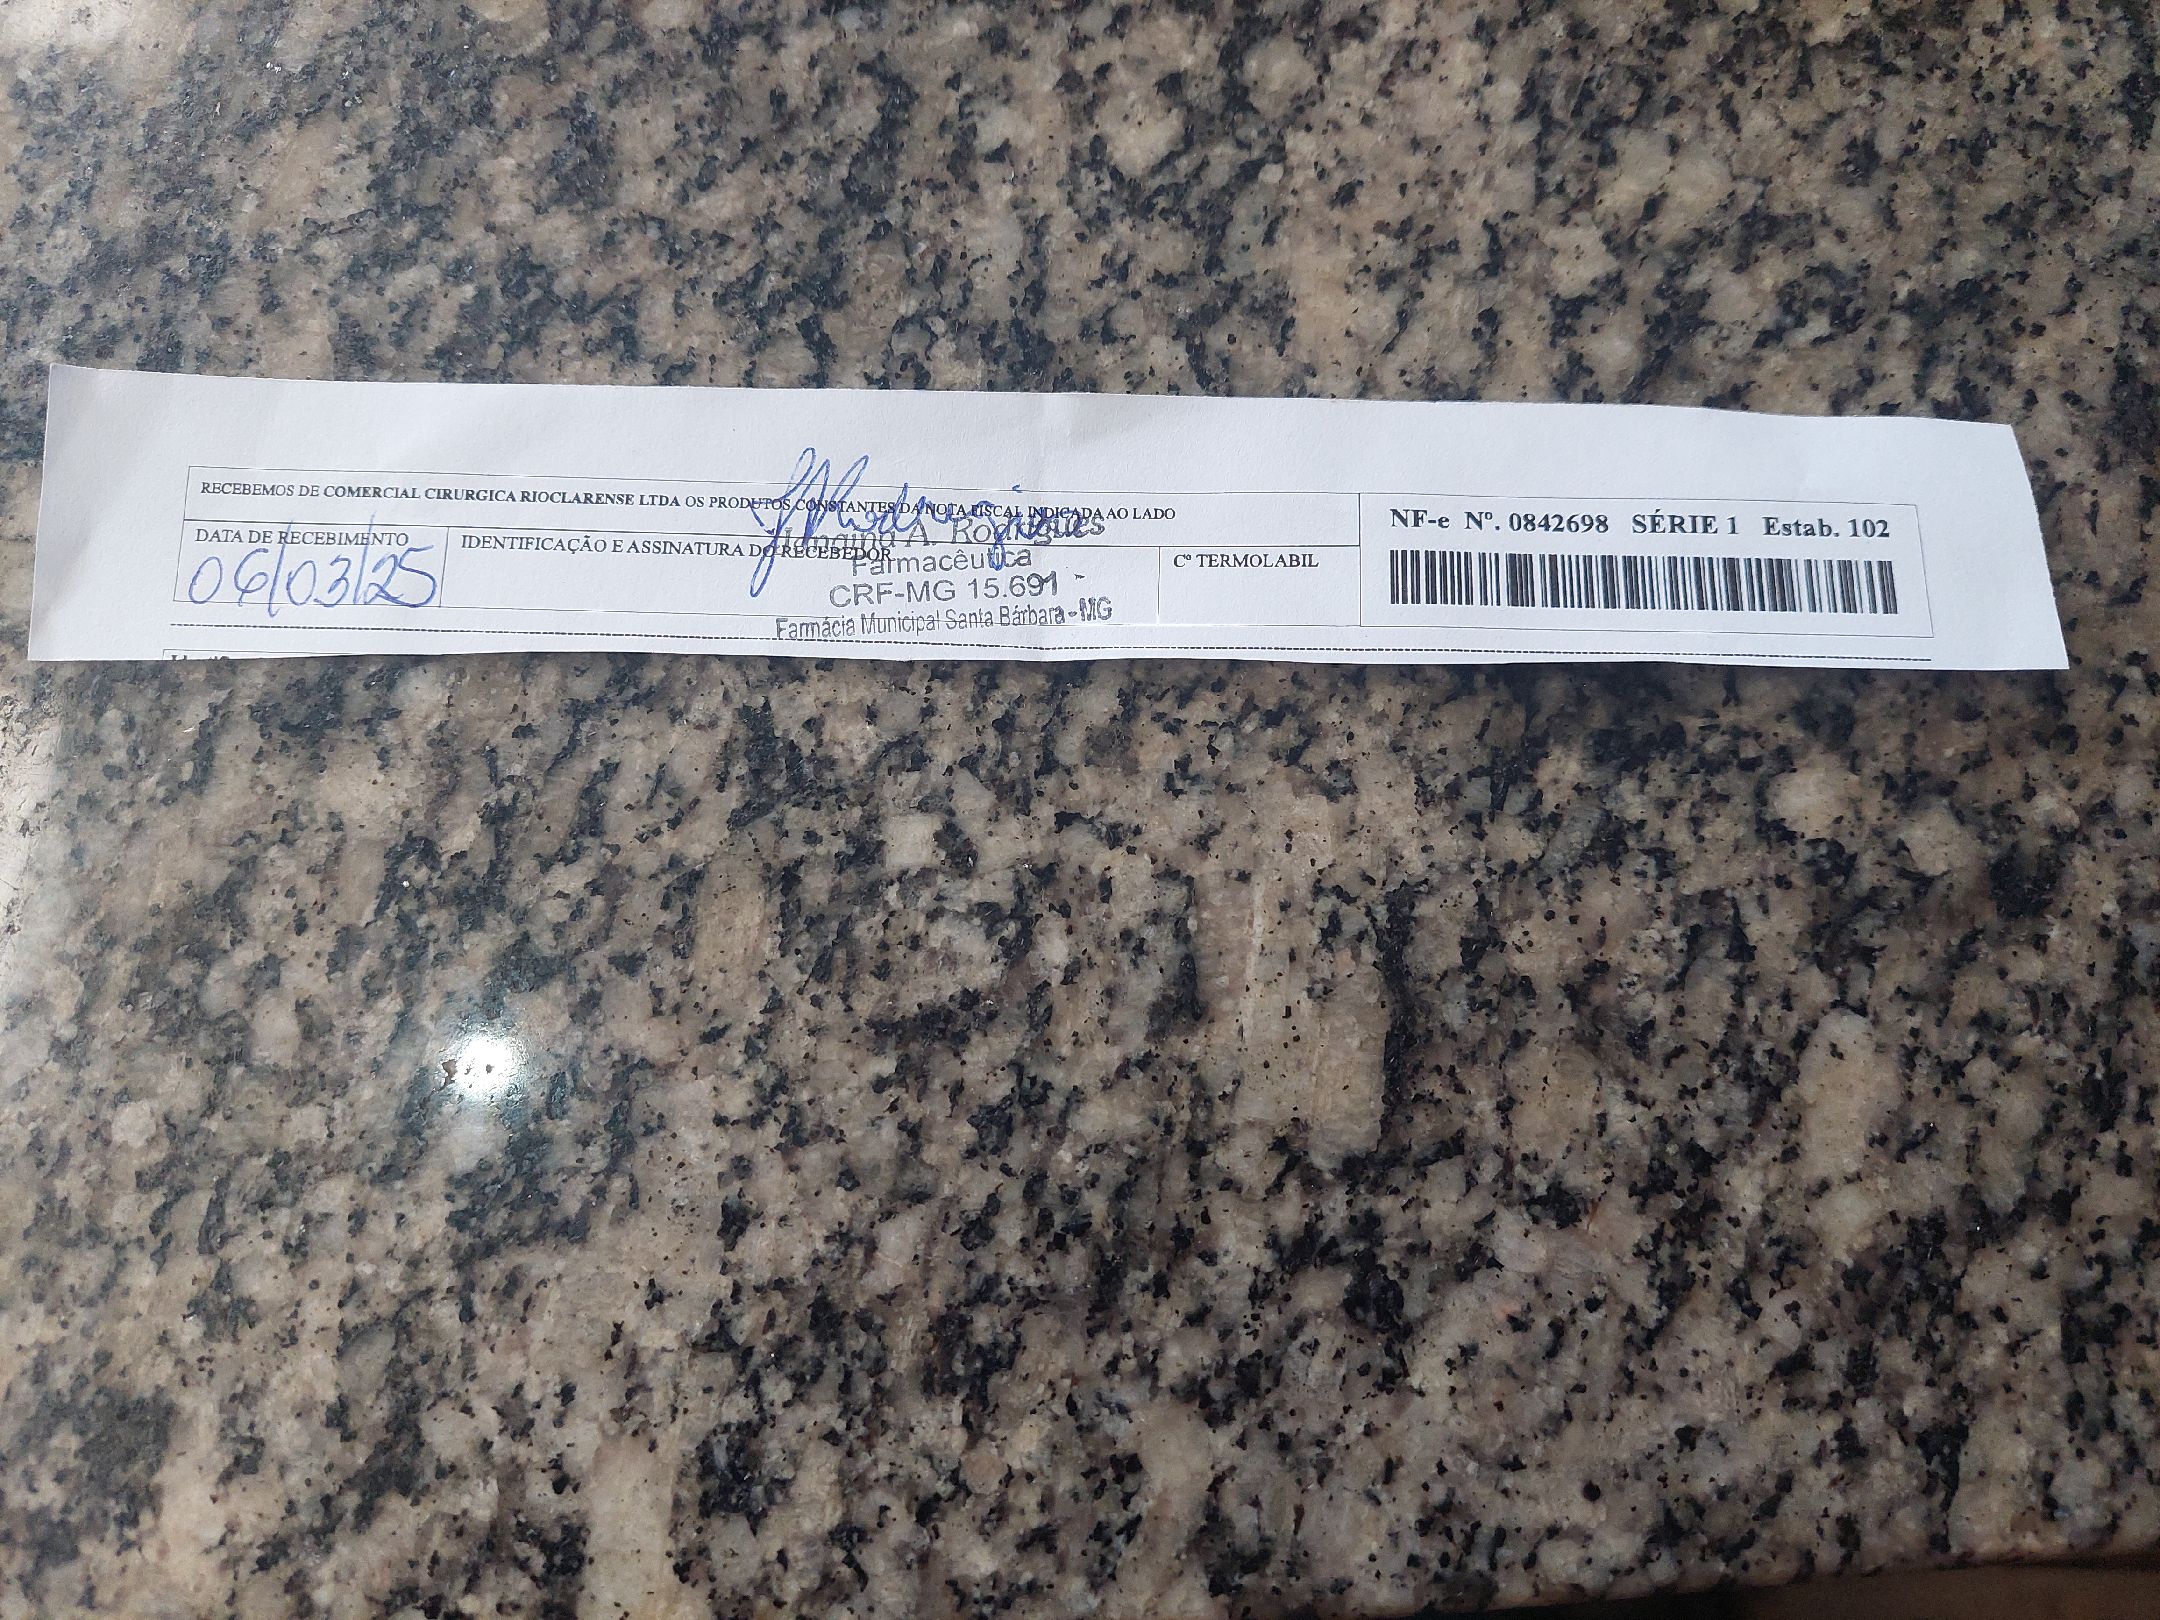 RECEBEMOS DE COMERCIAL CIRURGICA RIOCLARENSE LTDA OS PRODUTOS CONSTANTES DA NOTA FISCAL INDICADA AO LADO
NF-e Nº. 0842698 SÉRIE 1 Estab. 102
DATA DE RECEBIMENTO
06/03/25
IDENTIFICAÇÃO E ASSINATURA DO RECEBEDOR
A. Rodrigues
Farmacêutica
CRF-MG 15.691
Farmácia Municipal Santa Bárbara-MG
Cº TERMOLABIL